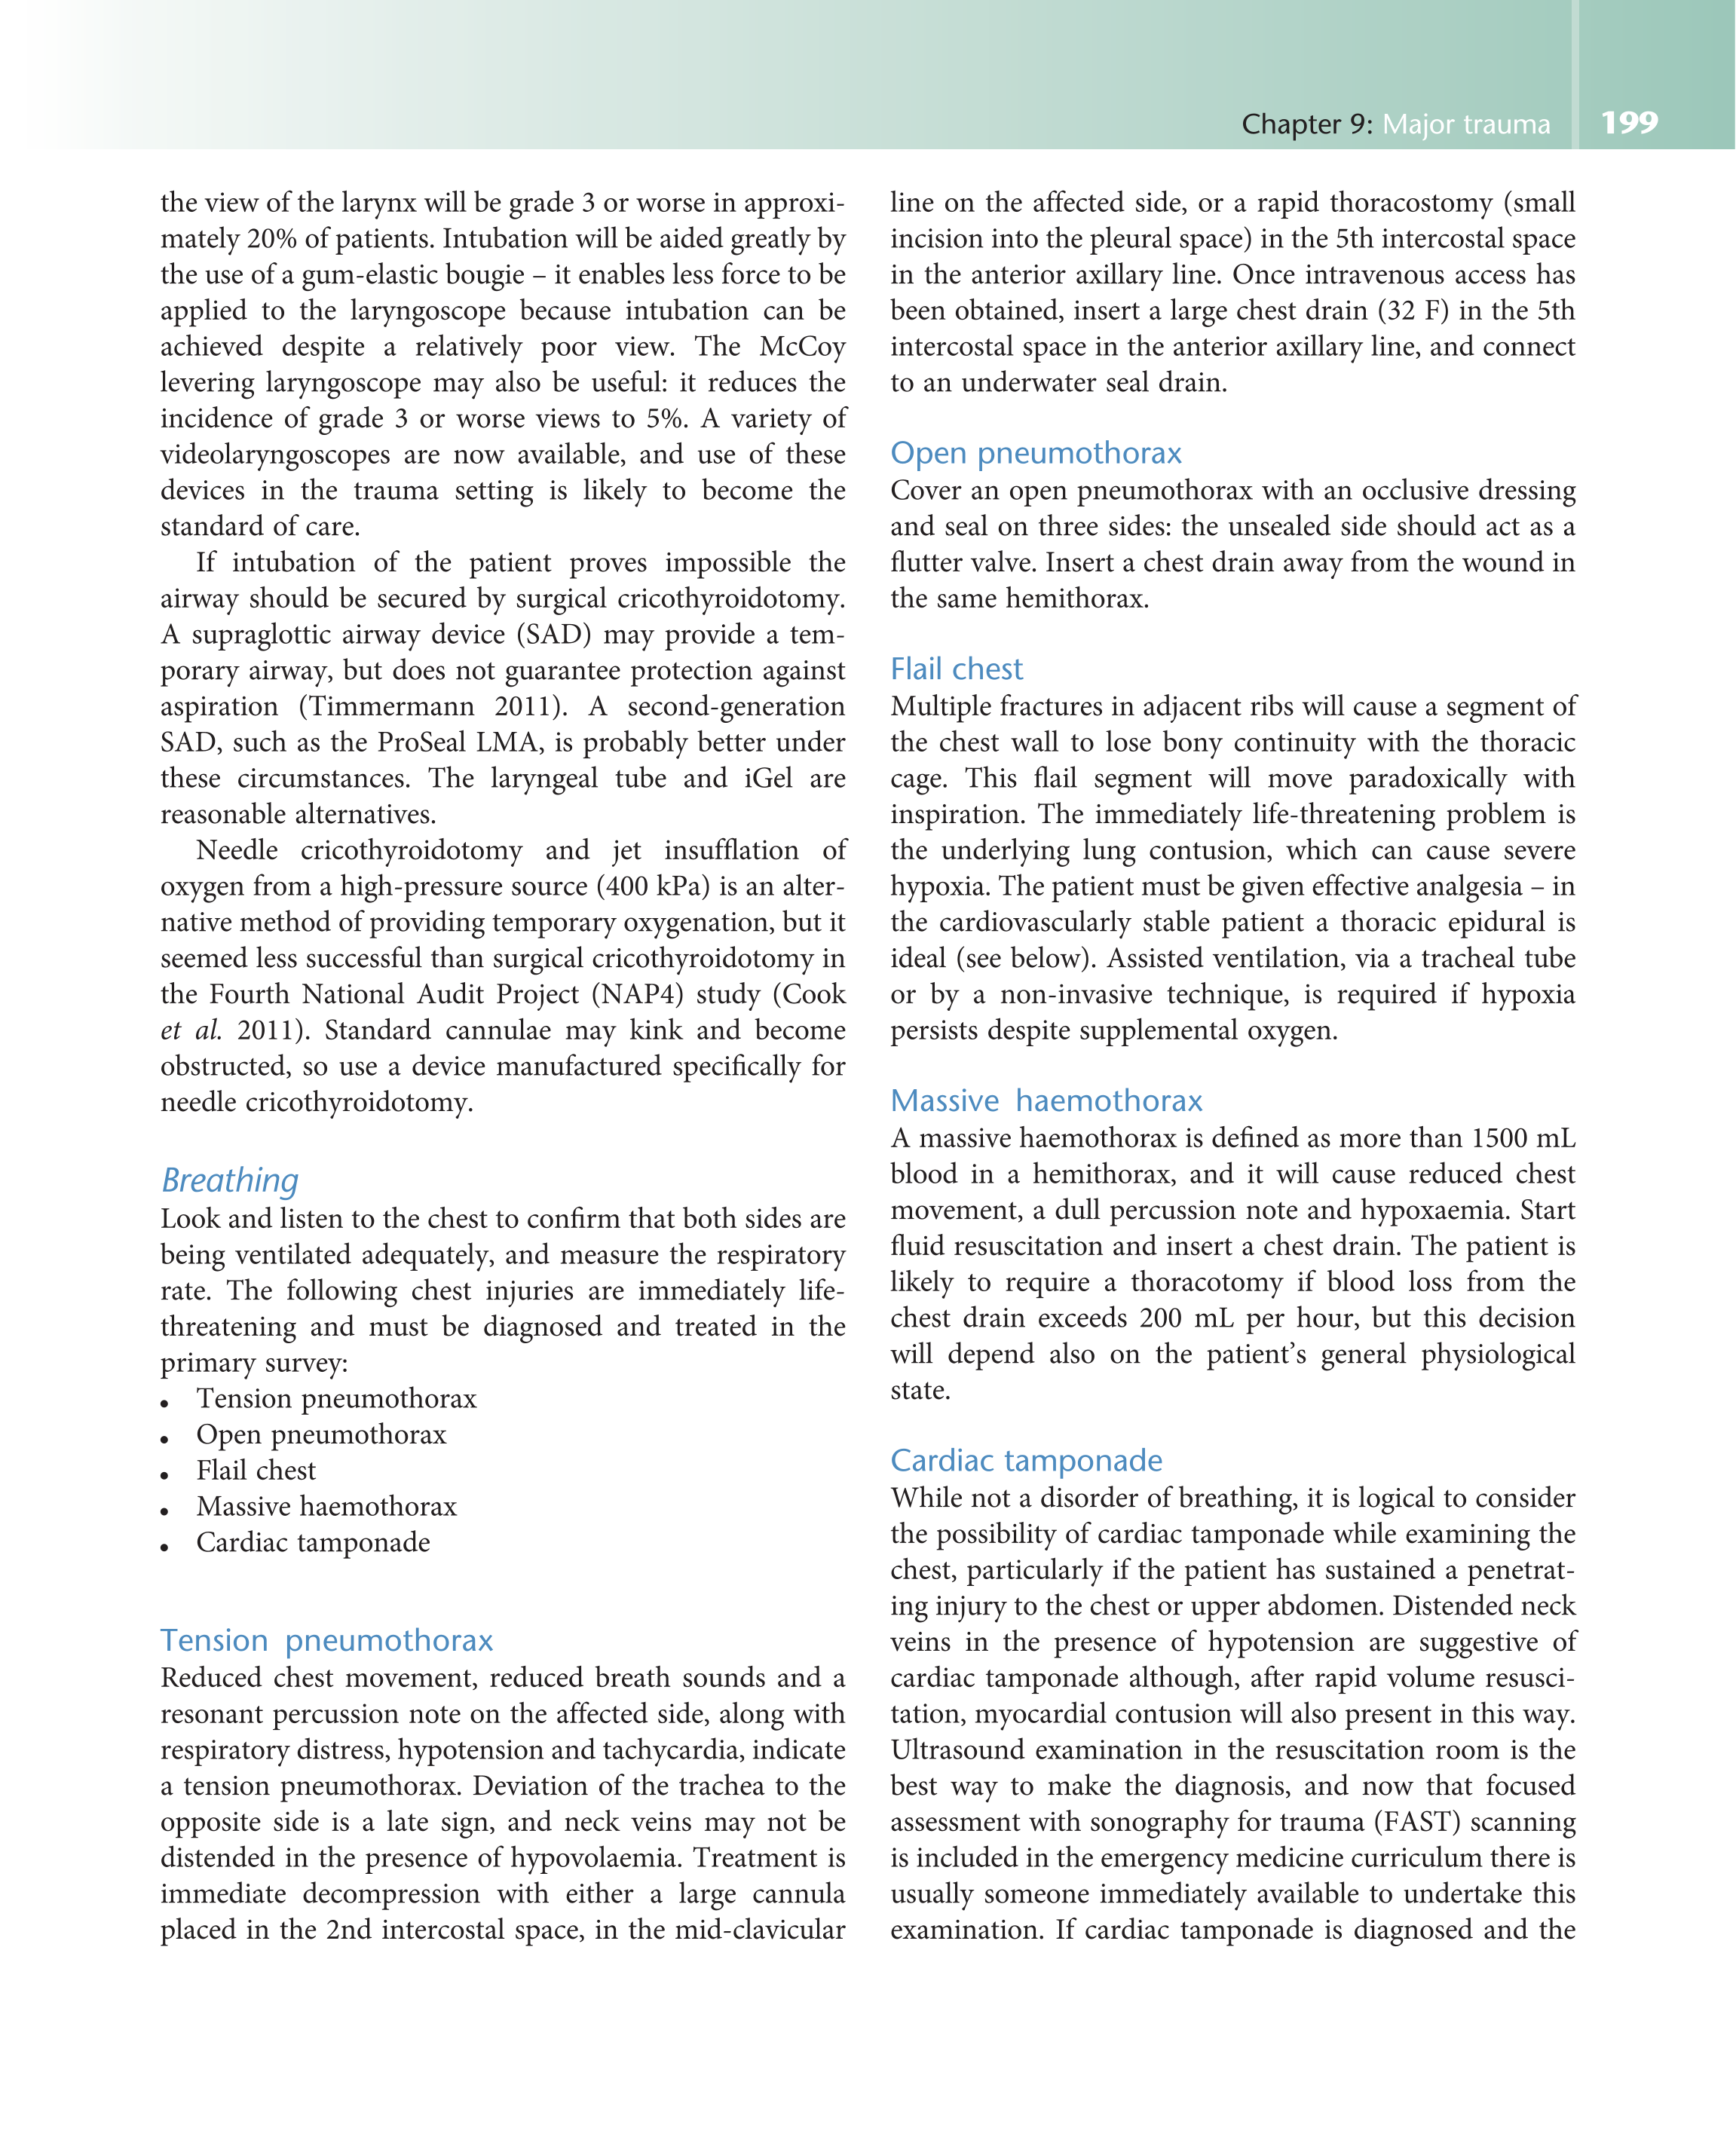 Chapter 9: Major trauma 199
the view of the larynx will be grade 3 or worse in approxi-
mately 20% of patients. Intubation will be aided greatly by
the use of a gum-elastic bougie – it enables less force to be
applied to the laryngoscope because intubation can be
achieved despite a relatively poor view. The McCoy
levering laryngoscope may also be useful: it reduces the
incidence of grade 3 or worse views to 5%. A variety of
videolaryngoscopes are now available, and use of these
devices in the trauma setting is likely to become the
standard of care.
If intubation of the patient proves impossible the
airway should be secured by surgical cricothyroidotomy.
A supraglottic airway device (SAD) may provide a tem-
porary airway, but does not guarantee protection against
aspiration (Timmermann 2011). A second-generation
SAD, such as the ProSeal LMA, is probably better under
these circumstances. The laryngeal tube and iGel are
reasonable alternatives.
Needle cricothyroidotomy and jet insufflation of
oxygen from a high-pressure source (400 kPa) is an alter-
native method of providing temporary oxygenation, but it
seemed less successful than surgical cricothyroidotomy in
the Fourth National Audit Project (NAP4) study (Cook
et al. 2011). Standard cannulae may kink and become
obstructed, so use a device manufactured specifically for
needle cricothyroidotomy.
Breathing
Look and listen to the chest to confirm that both sides are
being ventilated adequately, and measure the respiratory
rate. The following chest injuries are immediately life-
threatening and must be diagnosed and treated in the
primary survey:
• Tension pneumothorax
• Open pneumothorax
• Flail chest
• Massive haemothorax
• Cardiac tamponade
Tension pneumothorax
Reduced chest movement, reduced breath sounds and a
resonant percussion note on the affected side, along with
respiratory distress, hypotension and tachycardia, indicate
a tension pneumothorax. Deviation of the trachea to the
opposite side is a late sign, and neck veins may not be
distended in the presence of hypovolaemia. Treatment is
immediate decompression with either a large cannula
placed in the 2nd intercostal space, in the mid-clavicular
line on the affected side, or a rapid thoracostomy (small
incision into the pleural space) in the 5th intercostal space
in the anterior axillary line. Once intravenous access has
been obtained, insert a large chest drain (32 F) in the 5th
intercostal space in the anterior axillary line, and connect
to an underwater seal drain.
Open pneumothorax
Cover an open pneumothorax with an occlusive dressing
and seal on three sides: the unsealed side should act as a
flutter valve. Insert a chest drain away from the wound in
the same hemithorax.
Flail chest
Multiple fractures in adjacent ribs will cause a segment of
the chest wall to lose bony continuity with the thoracic
cage. This flail segment will move paradoxically with
inspiration. The immediately life-threatening problem is
the underlying lung contusion, which can cause severe
hypoxia. The patient must be given effective analgesia – in
the cardiovascularly stable patient a thoracic epidural is
ideal (see below). Assisted ventilation, via a tracheal tube
or by a non-invasive technique, is required if hypoxia
persists despite supplemental oxygen.
Massive haemothorax
A massive haemothorax is defined as more than 1500 mL
blood in a hemithorax, and it will cause reduced chest
movement, a dull percussion note and hypoxaemia. Start
fluid resuscitation and insert a chest drain. The patient is
likely to require a thoracotomy if blood loss from the
chest drain exceeds 200 mL per hour, but this decision
will depend also on the patient’s general physiological
state.
Cardiac tamponade
While not a disorder of breathing, it is logical to consider
the possibility of cardiac tamponade while examining the
chest, particularly if the patient has sustained a penetrat-
ing injury to the chest or upper abdomen. Distended neck
veins in the presence of hypotension are suggestive of
cardiac tamponade although, after rapid volume resusci-
tation, myocardial contusion will also present in this way.
Ultrasound examination in the resuscitation room is the
best way to make the diagnosis, and now that focused
assessment with sonography for trauma (FAST) scanning
is included in the emergency medicine curriculum there is
usually someone immediately available to undertake this
examination. If cardiac tamponade is diagnosed and the